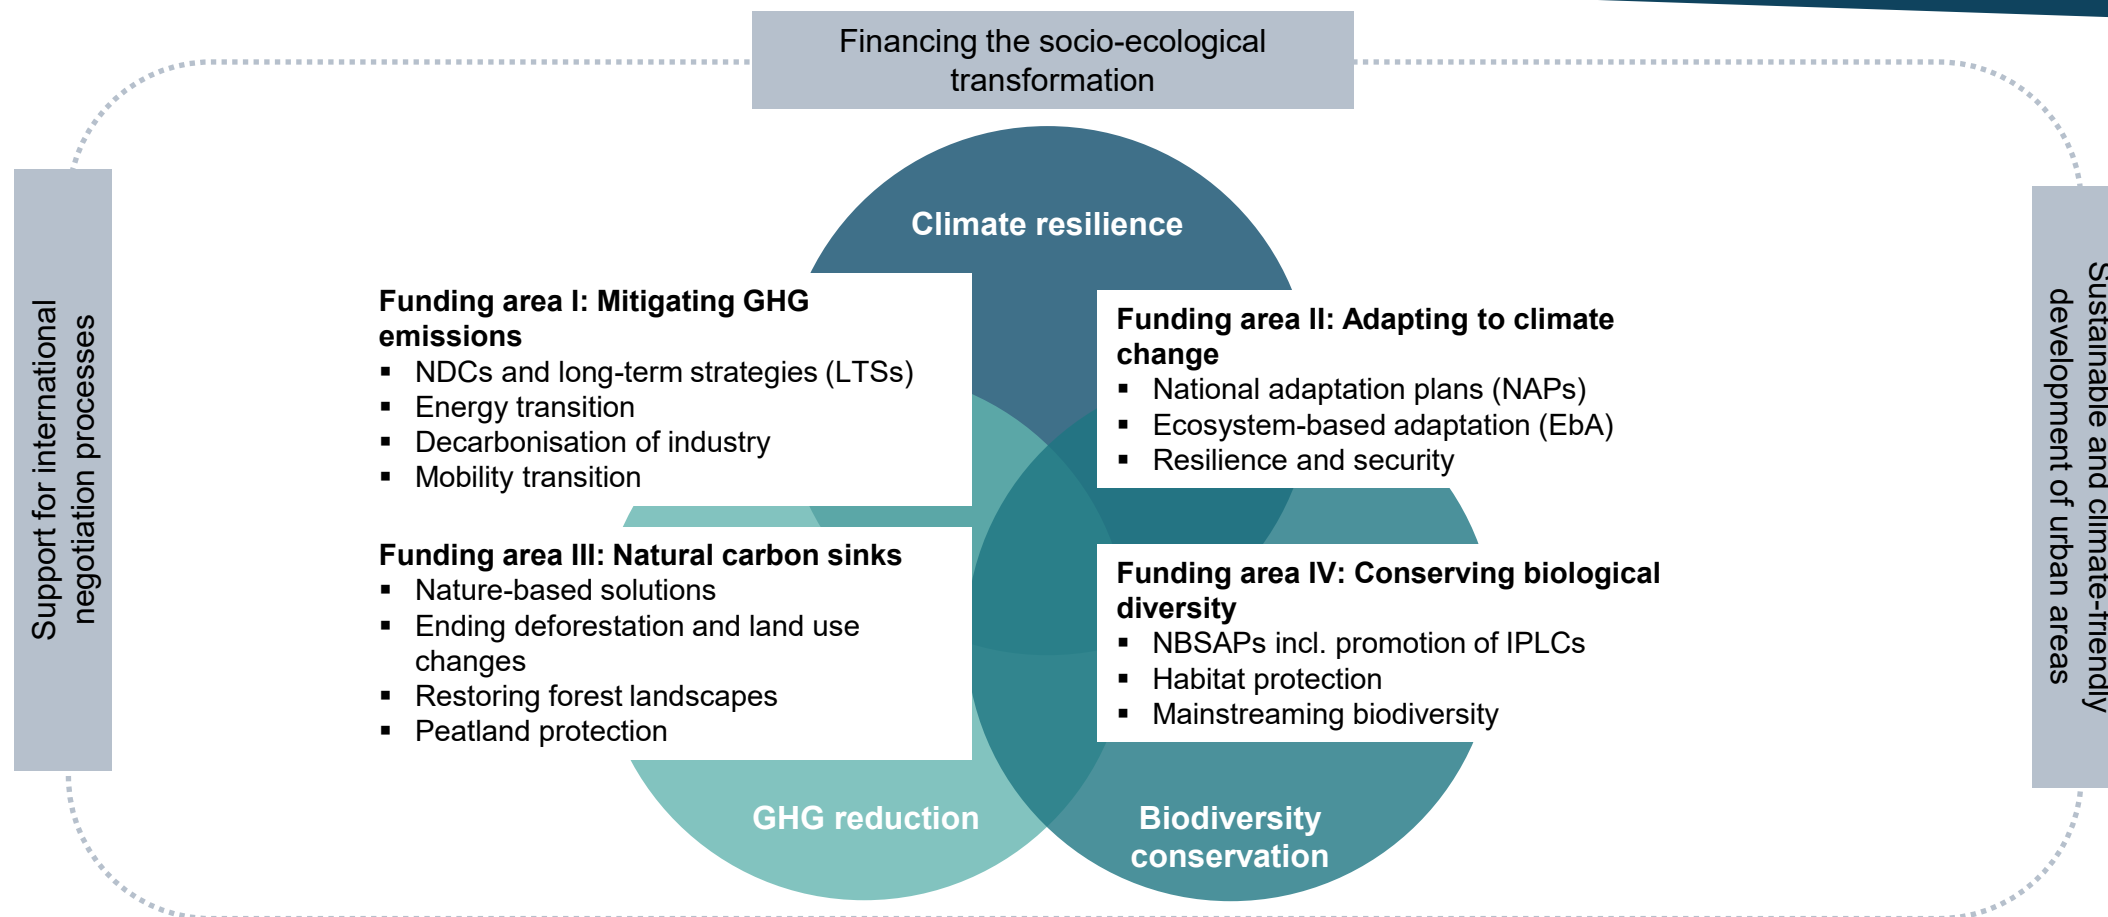 Financing the socio-ecological
transformation
Support for international
negotiation processes
Climate resilience
Funding area I: Mitigating GHG
emissions
▪ NDCs and long-term strategies (LTSs)
▪ Energy transition
▪ Decarbonisation of industry
▪ Mobility transition
Funding area II: Adapting to climate
change
▪ National adaptation plans (NAPs)
▪ Ecosystem-based adaptation (EbA)
▪ Resilience and security
Funding area III: Natural carbon sinks
▪ Nature-based solutions
▪ Ending deforestation and land use
changes
▪ Restoring forest landscapes
▪ Peatland protection
Funding area IV: Conserving biological
diversity
▪ NBSAPs incl. promotion of IPLCs
▪ Habitat protection
▪ Mainstreaming biodiversity
GHG reduction
Biodiversity
conservation
Sustainable and climate-friendly
development of urban areas